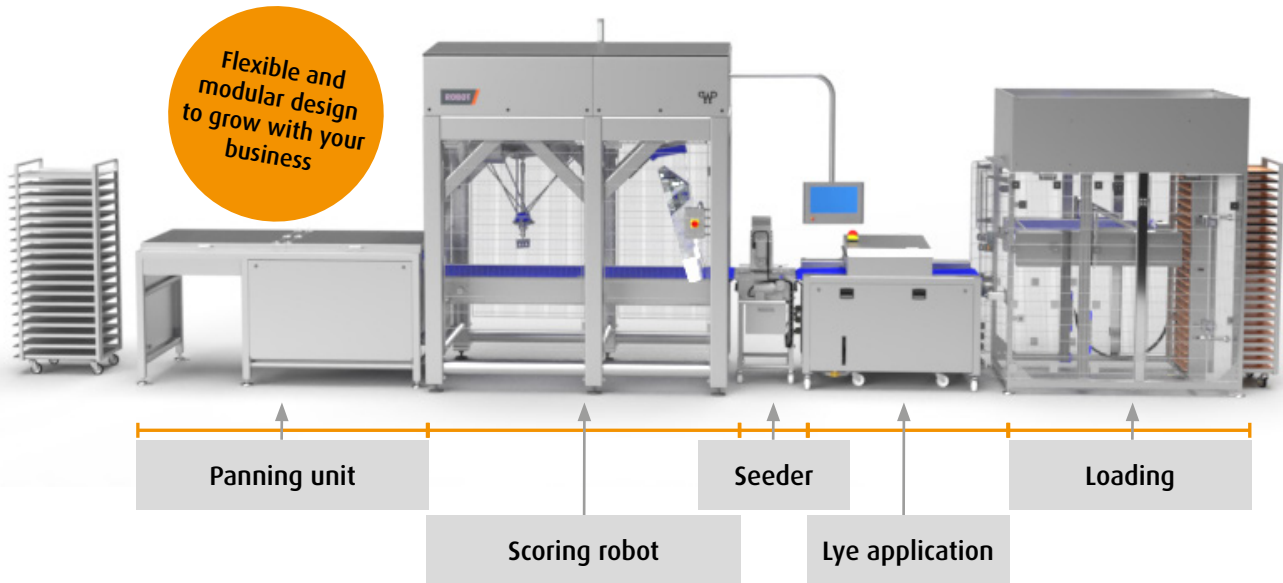 Flexible and
modular design
to grow with your
business
ROBOT
Panning unit
Scoring robot
Seeder
Lye application
Loading